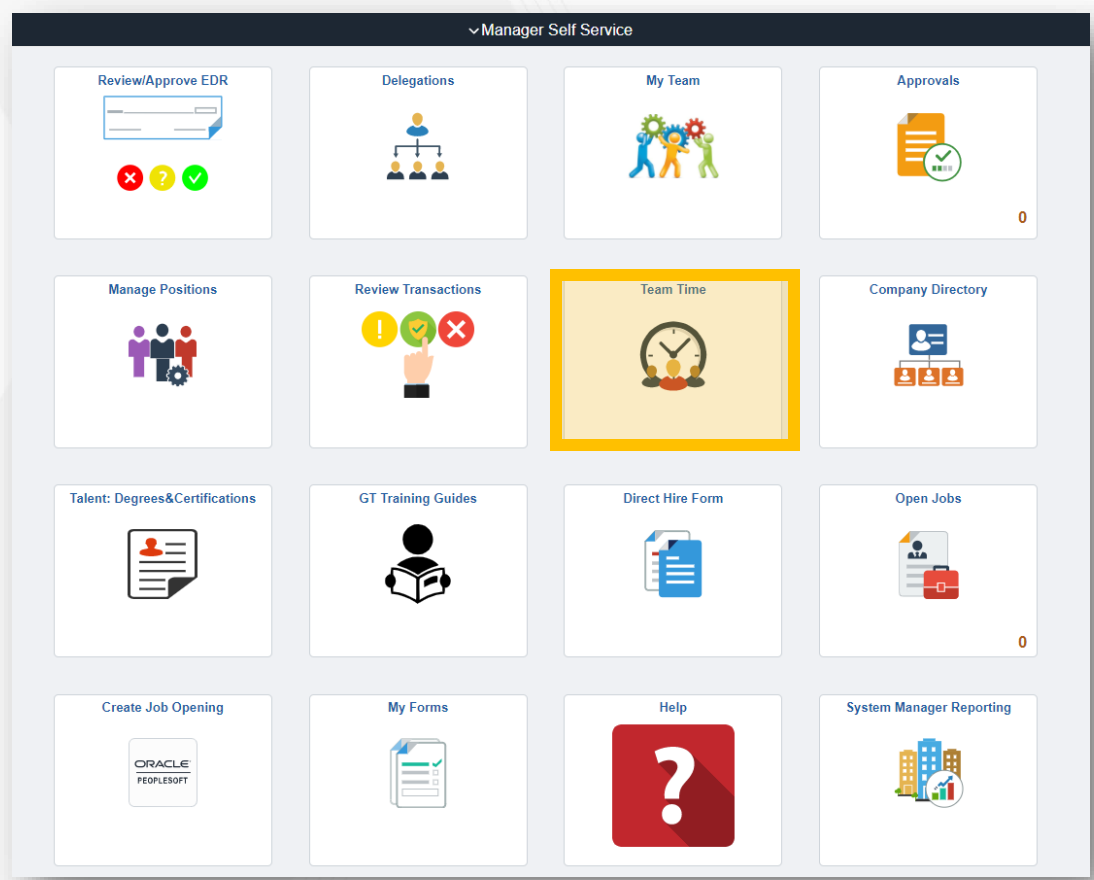 Manager Self Service
Review/Approve EDR
Delegations
My Team
Approvals
?
0
Manage Positions
Review Transactions
Team Time
Company Directory
!
Talent: Degrees&Certifications
GT Training Guides
Direct Hire Form
Open Jobs
0
Create Job Opening
My Forms
Help
System Manager Reporting
ORACLE
PEOPLESOFT
?